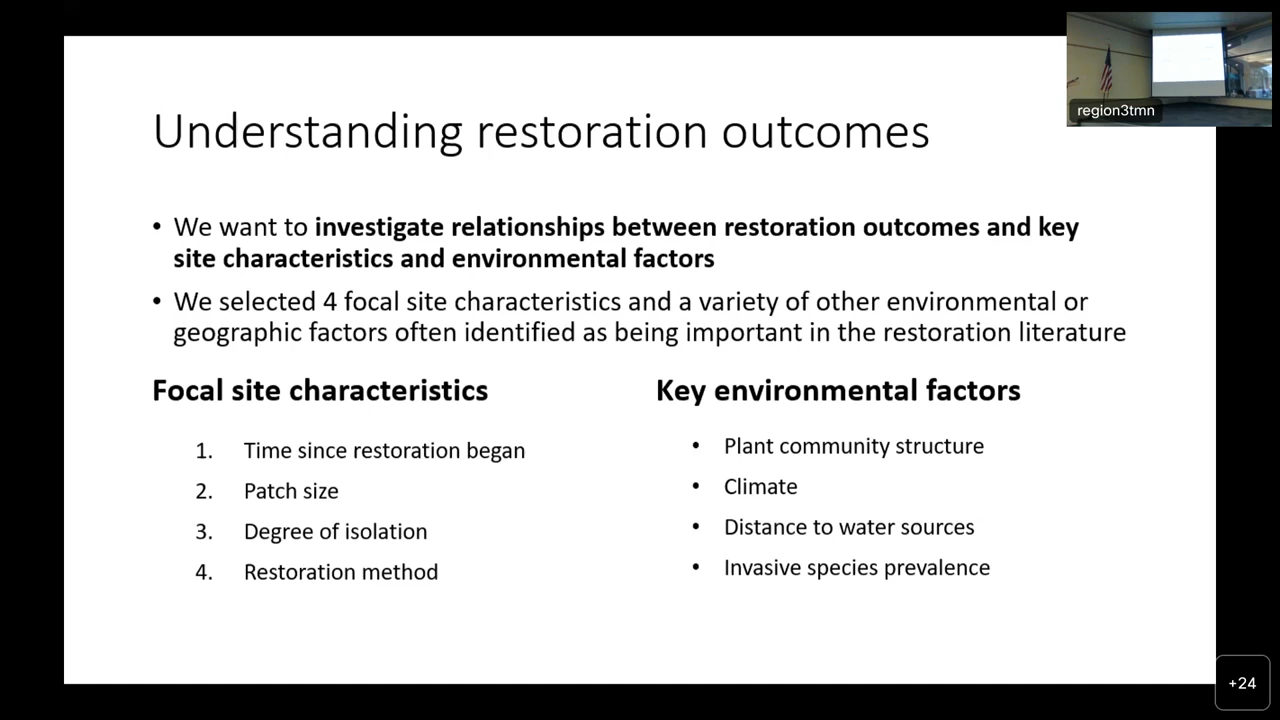 region3tmn
Understanding restoration outcomes
• We want to investigate relationships between restoration outcomes and key
site characteristics and environmental factors
• We selected 4 focal site characteristics and a variety of other environmental or
geographic factors often identified as being important in the restoration literature
Focal site characteristics
1. Time since restoration began
2. Patch size
3. Degree of isolation
4. Restoration method
Key environmental factors
• Plant community structure
• Climate
• Distance to water sources
• Invasive species prevalence
+24